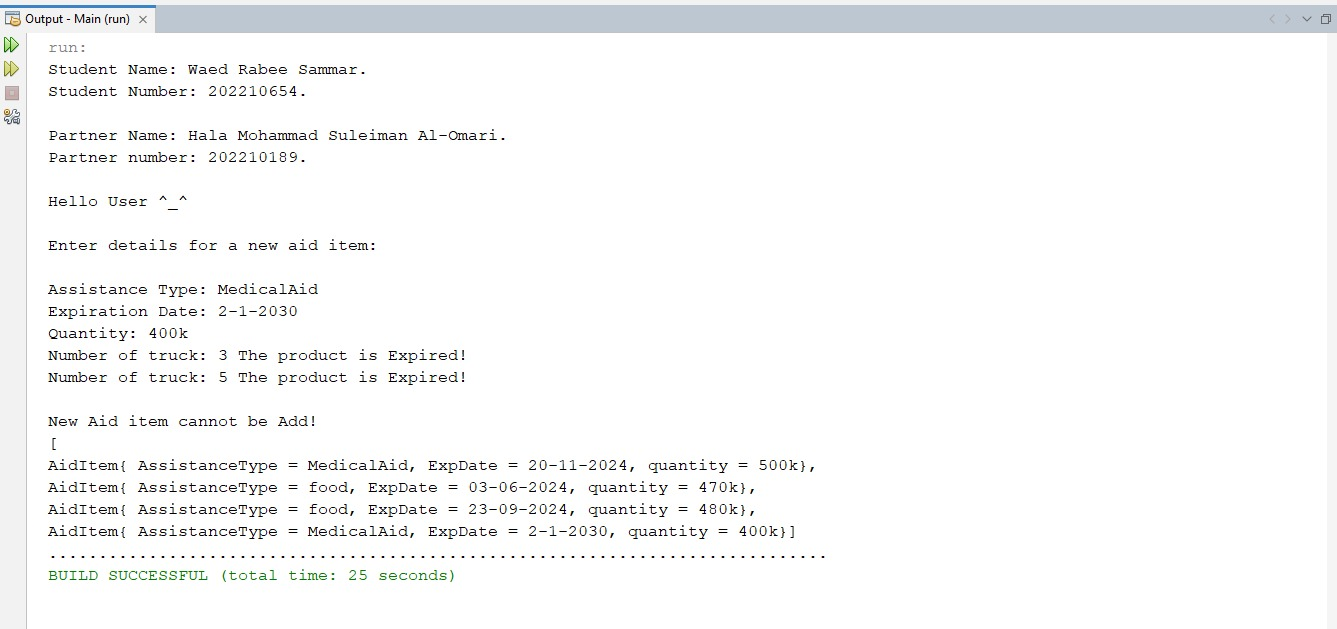 Output - Main (run)
run:
Student Name: Waed Rabee Sammar.
Student Number: 202210654.
Partner Name: Hala Mohammad Suleiman Al-Omari.
Partner number: 202210189.
Hello User ^_^
Enter details for a new aid item:
Assistance Type: MedicalAid
Expiration Date: 2-1-2030
Quantity: 400k
Number of truck: 3 The product is Expired!
Number of truck: 5 The product is Expired!
New Aid item cannot be Add!
[
AidItem{ AssistanceType = MedicalAid, ExpDate = 20-11-2024, quantity = 500k},
AidItem{ AssistanceType = food, ExpDate = 03-06-2024, quantity = 470k},
AidItem{ AssistanceType = food, ExpDate = 23-09-2024, quantity = 480k},
AidItem{ AssistanceType = MedicalAid, ExpDate = 2-1-2030, quantity = 400k}]
..............................................................................
BUILD SUCCESSFUL (total time: 25 seconds)